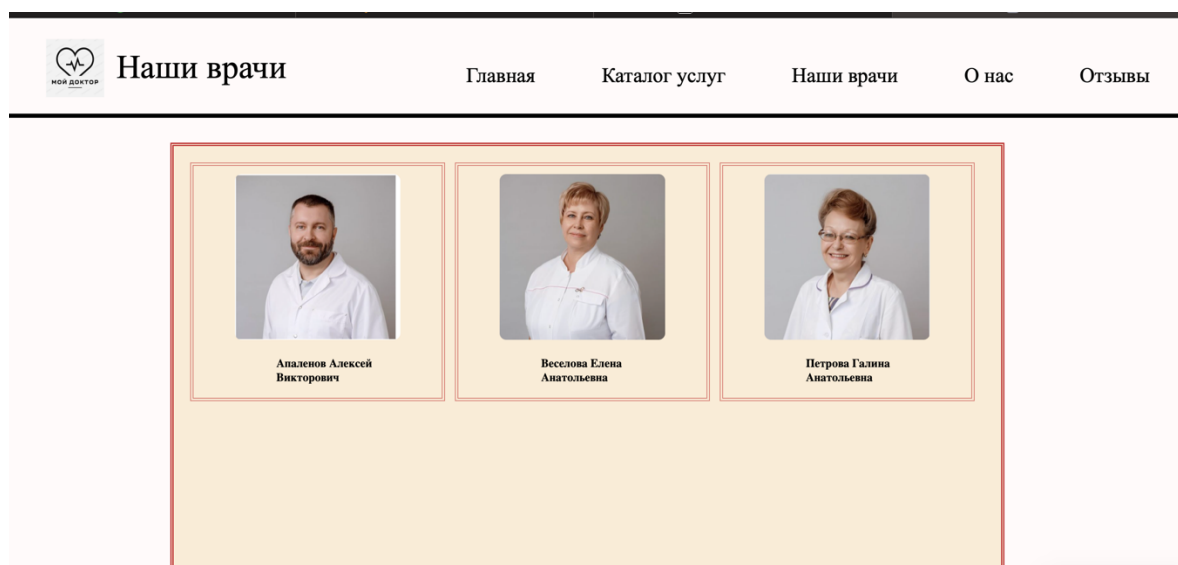 МОЙ ДОКТОР
Наши врачи
Главная Каталог услуг Наши врачи О нас Отзывы
Апаленов Алексей
Викторович
Веселова Елена
Анатольевна
Петрова Галина
Анатольевна